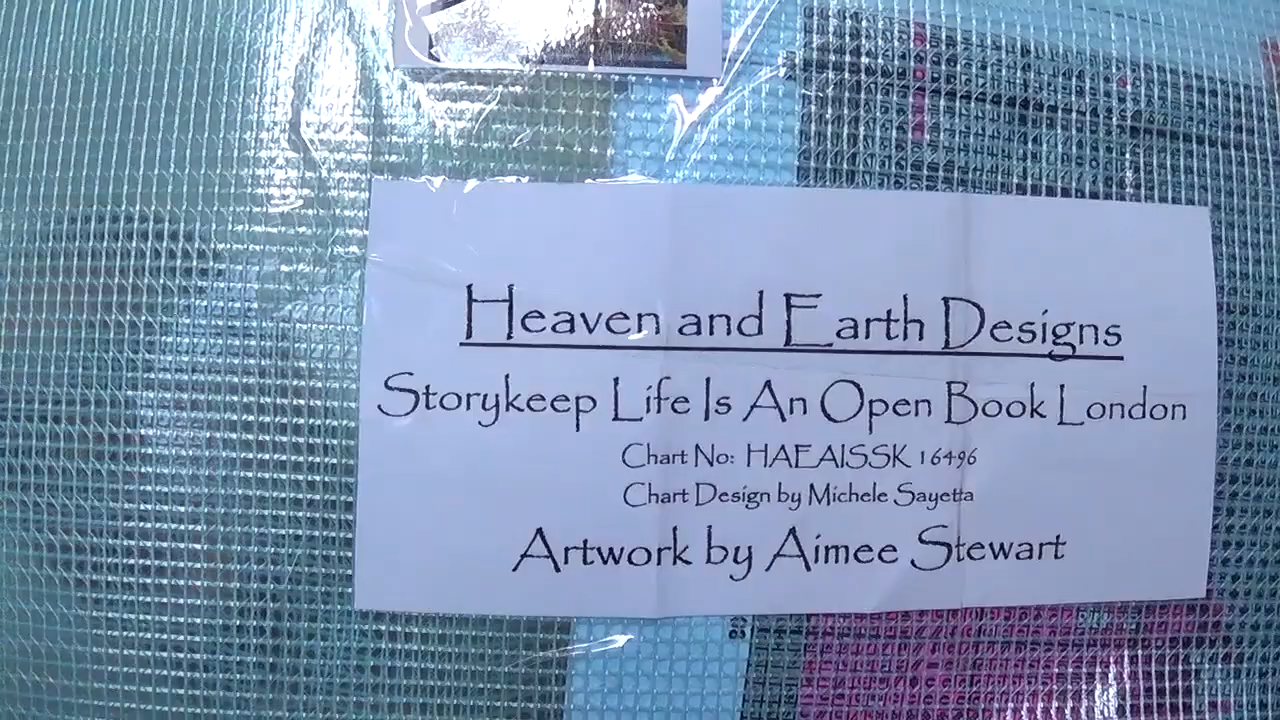 Heaven and Earth Designs
Storykeep Life Is An Open Book London
Chart No: HAEAISSK 16496
Chart Design by Michele Sayetta
Artwork by Aimee Stewart